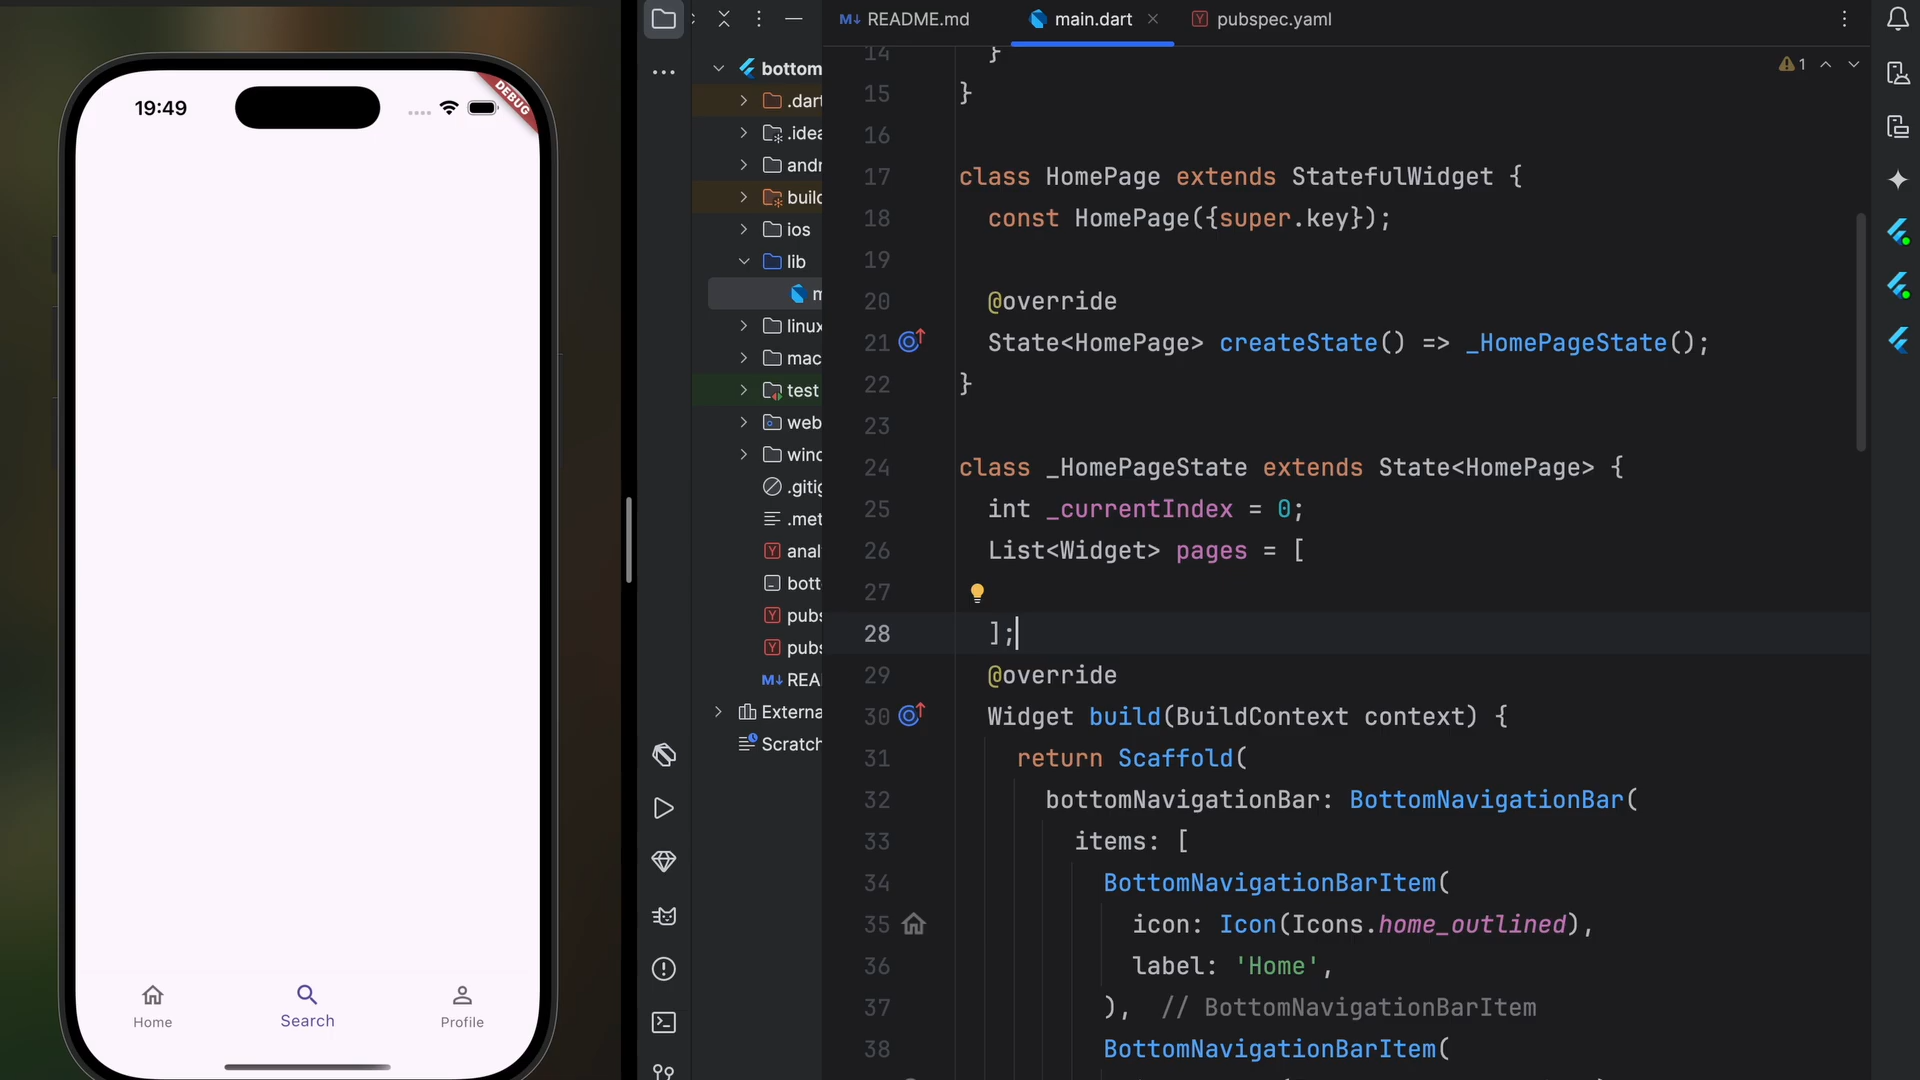 19:49
DEBUG
Home
Search
Profile
bottom
.dart
.idea
andr
build
ios
lib
m
linux
mac
test
web
wind
.gitig
.met
anal
bott
pubs
pubs
REA
Externa
Scratch
README.md
main.dart
pubspec.yaml
1
14 }
15 }
16
17 class HomePage extends StatefulWidget {
18 const HomePage({super.key});
19
20 @override
21 State<HomePage> createState() => _HomePageState();
22 }
23
24 class _HomePageState extends State<HomePage> {
25 int _currentIndex = 0;
26 List<Widget> pages = [
27
28 ];
29 @override
30 Widget build(BuildContext context) {
31 return Scaffold(
32 bottomNavigationBar: BottomNavigationBar(
33 items: [
34 BottomNavigationBarItem(
35 icon: Icon(Icons.home_outlined),
36 label: 'Home',
37 ), // BottomNavigationBarItem
38 BottomNavigationBarItem(